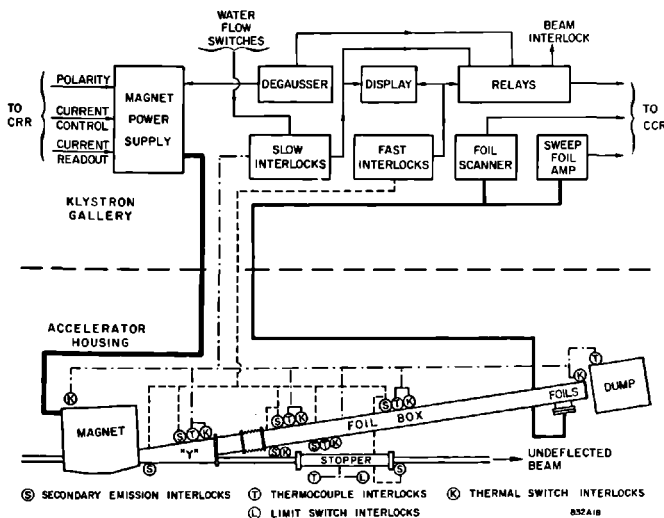 WATER
FLOW
SWITCHES
BEAM
INTERLOCK
TO
CRR
POLARITY
CURRENT
CONTROL
CURRENT
READOUT
MAGNET
POWER
SUPPLY
DEGAUSSER
DISPLAY
RELAYS
TO
CCR
SLOW INTERLOCKS
FAST INTERLOCKS
FOIL
SCANNER
SWEEP
FOIL
AMP
KLYSTRON
GALLERY
ACCELERATOR
HOUSING
K
T
K
MAGNET
S T K
"Y"
S T K
S T K
FOIL BOX
FOILS
DUMP
S
S K
S T K
STOPPER
T L
S
UNDEFLECTED
BEAM
S SECONDARY EMISSION INTERLOCKS
T THERMOCOUPLE INTERLOCKS
K THERMAL SWITCH INTERLOCKS
L LIMIT SWITCH INTERLOCKS
832A18